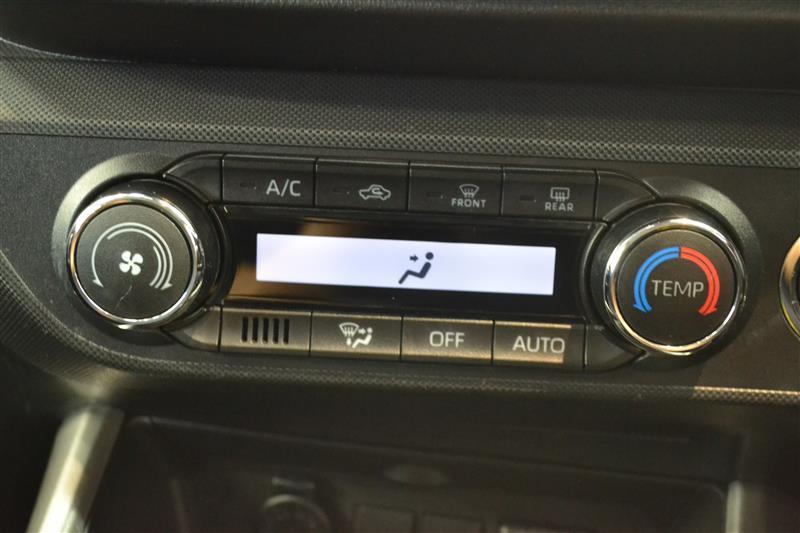 A/C
FRONT
REAR
TEMP
OFF
AUTO